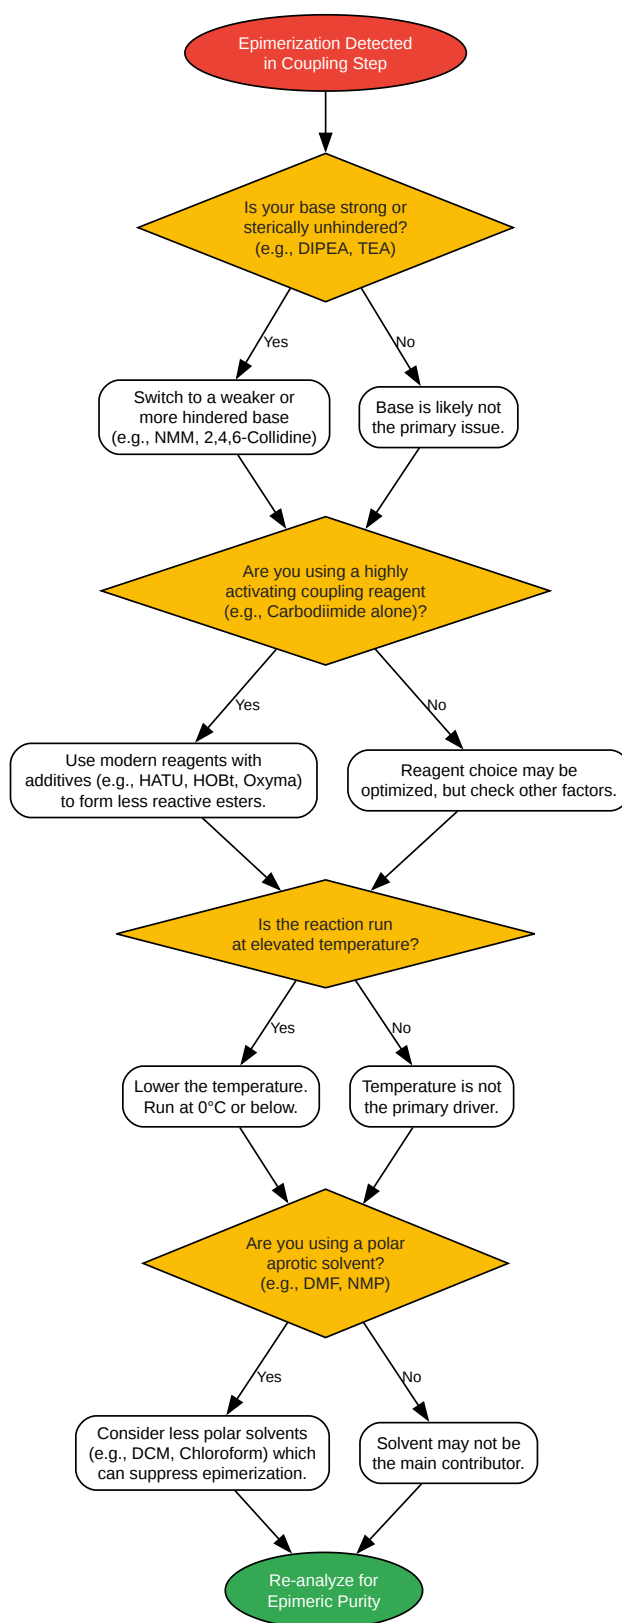 Epimerization Detected
in Coupling Step
Is your base strong or
sterically unhindered?
(e.g., DIPEA, TEA)
Yes
No
Switch to a weaker or
more hindered base
(e.g., NMM, 2,4,6-Collidine)
Base is likely not
the primary issue.
Are you using a highly
activating coupling reagent
(e.g., Carbodiimide alone)?
Yes
No
Use modern reagents with
additives (e.g., HATU, HOBt, Oxyma)
to form less reactive esters.
Reagent choice may be
optimized, but check other factors.
Is the reaction run
at elevated temperature?
Yes
No
Lower the temperature.
Run at 0°C or below.
Temperature is not
the primary driver.
Are you using a polar
aprotic solvent?
(e.g., DMF, NMP)
Yes
No
Consider less polar solvents
(e.g., DCM, Chloroform) which
can suppress epimerization.
Solvent may not be
the main contributor.
Re-analyze for
Epimeric Purity